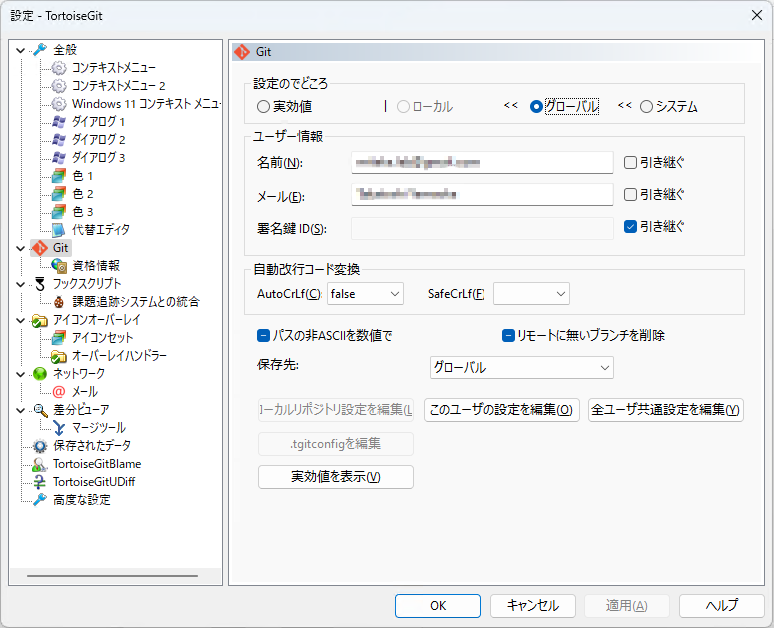 設定 - TortoiseGit
全般
コンテキストメニュー
コンテキストメニュー 2
Windows 11 コンテキスト メニュー
ダイアログ 1
ダイアログ 2
ダイアログ 3
色 1
色 2
色 3
代替エディタ
Git
資格情報
フックスクリプト
課題追跡システムとの統合
アイコンオーバーレイ
アイコンセット
オーバーレイハンドラー
ネットワーク
メール
差分ビューア
マージツール
保存されたデータ
TortoiseGitBlame
TortoiseGitUDiff
高度な設定
Git
設定のでどころ
実効値 | ローカル << グローバル << システム
ユーザー情報
名前(N): 引き継ぐ
メール(E): 引き継ぐ
署名鍵 ID(S): 引き継ぐ
自動改行コード変換
AutoCrLf(C): false SafeCrLf(F)
パスの非ASCIIを数値で リモートに無いブランチを削除
保存先: グローバル
ーカルリポジトリ設定を編集(L このユーザの設定を編集(O) 全ユーザ共通設定を編集(Y)
.tgitconfigを編集
実効値を表示(V)
OK キャンセル 適用(A) ヘルプ